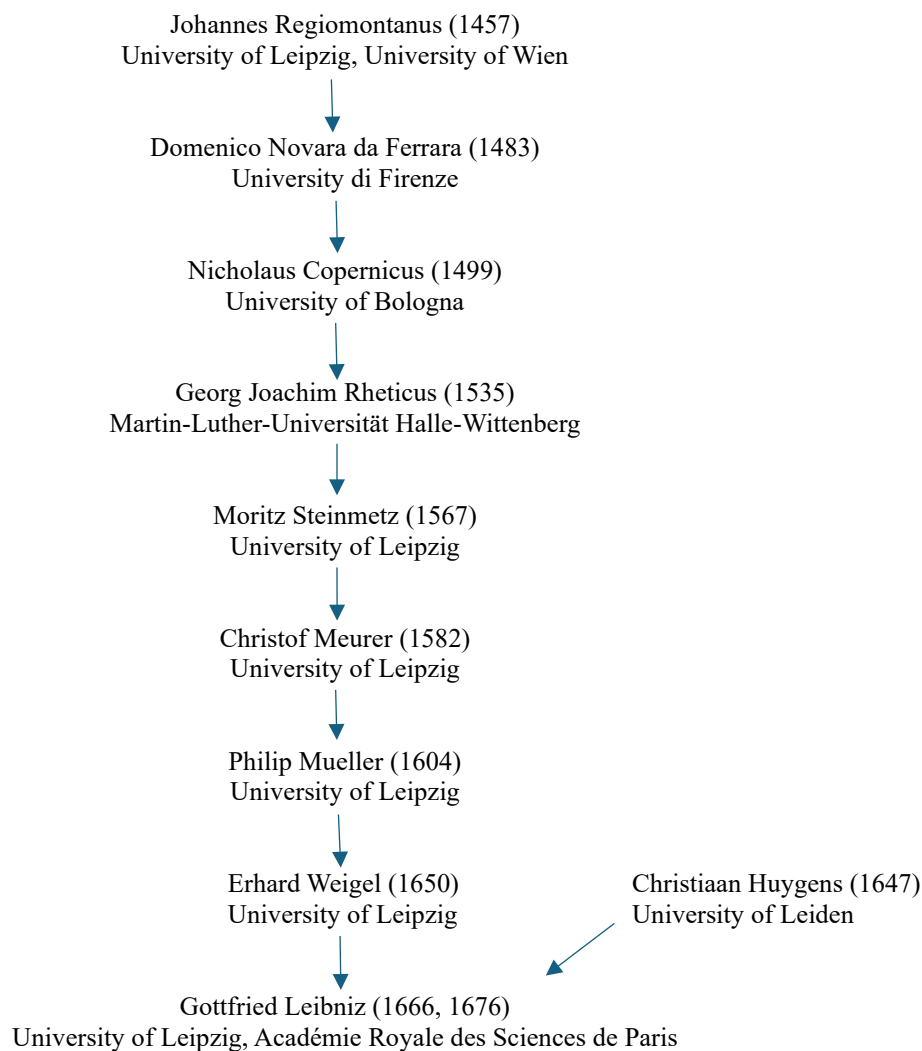 Johannes Regiomontanus (1457)
University of Leipzig, University of Wien
Domenico Novara da Ferrara (1483)
University di Firenze
Nicholaus Copernicus (1499)
University of Bologna
Georg Joachim Rheticus (1535)
Martin-Luther-Universität Halle-Wittenberg
Moritz Steinmetz (1567)
University of Leipzig
Christof Meurer (1582)
University of Leipzig
Philip Mueller (1604)
University of Leipzig
Erhard Weigel (1650)
University of Leipzig
Christiaan Huygens (1647)
University of Leiden
Gottfried Leibniz (1666, 1676)
University of Leipzig, Académie Royale des Sciences de Paris